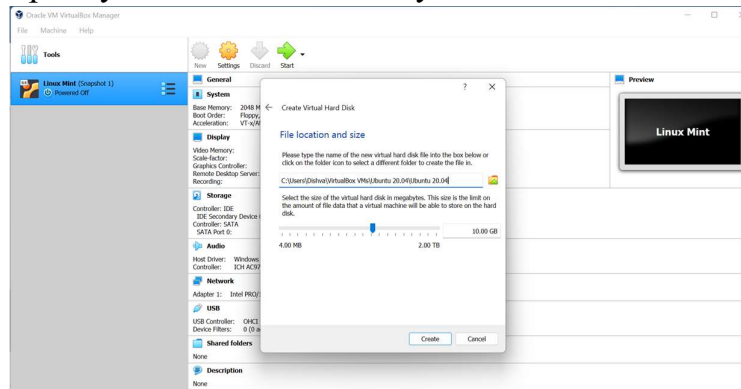 Oracle VM VirtualBox Manager
File Machine Help
Tools
New Settings Discard Start
Linux Mint (Snapshot 1)
Powered Off
General
Preview
System
Base Memory: 2048 M
Boot Order: Floppy,
Acceleration: VT-x/A
Display
Video Memory:
Scale-factor:
Graphics Controller:
Remote Desktop Server:
Recording:
Storage
Controller: IDE
IDE Secondary Device
Controller: SATA
SATA Port 0:
Audio
Host Driver: Windows
Controller: ICH AC97
Network
Adapter 1: Intel PRO/
USB
USB Controller: OHCI
Device Filters: 0 (0 a
Shared folders
None
Description
None
Linux Mint
? ×
Create Virtual Hard Disk
File location and size
Please type the name of the new virtual hard disk file into the box below or
click on the folder icon to select a different folder to create the file in.
C:\Users\Dishva\VirtualBox VMs\Ubuntu 20.04\Ubuntu 20.04
Select the size of the virtual hard disk in megabytes. This size is the limit on
the amount of file data that a virtual machine will be able to store on the hard
disk.
10.00 GB
4.00 MB 2.00 TB
Create Cancel